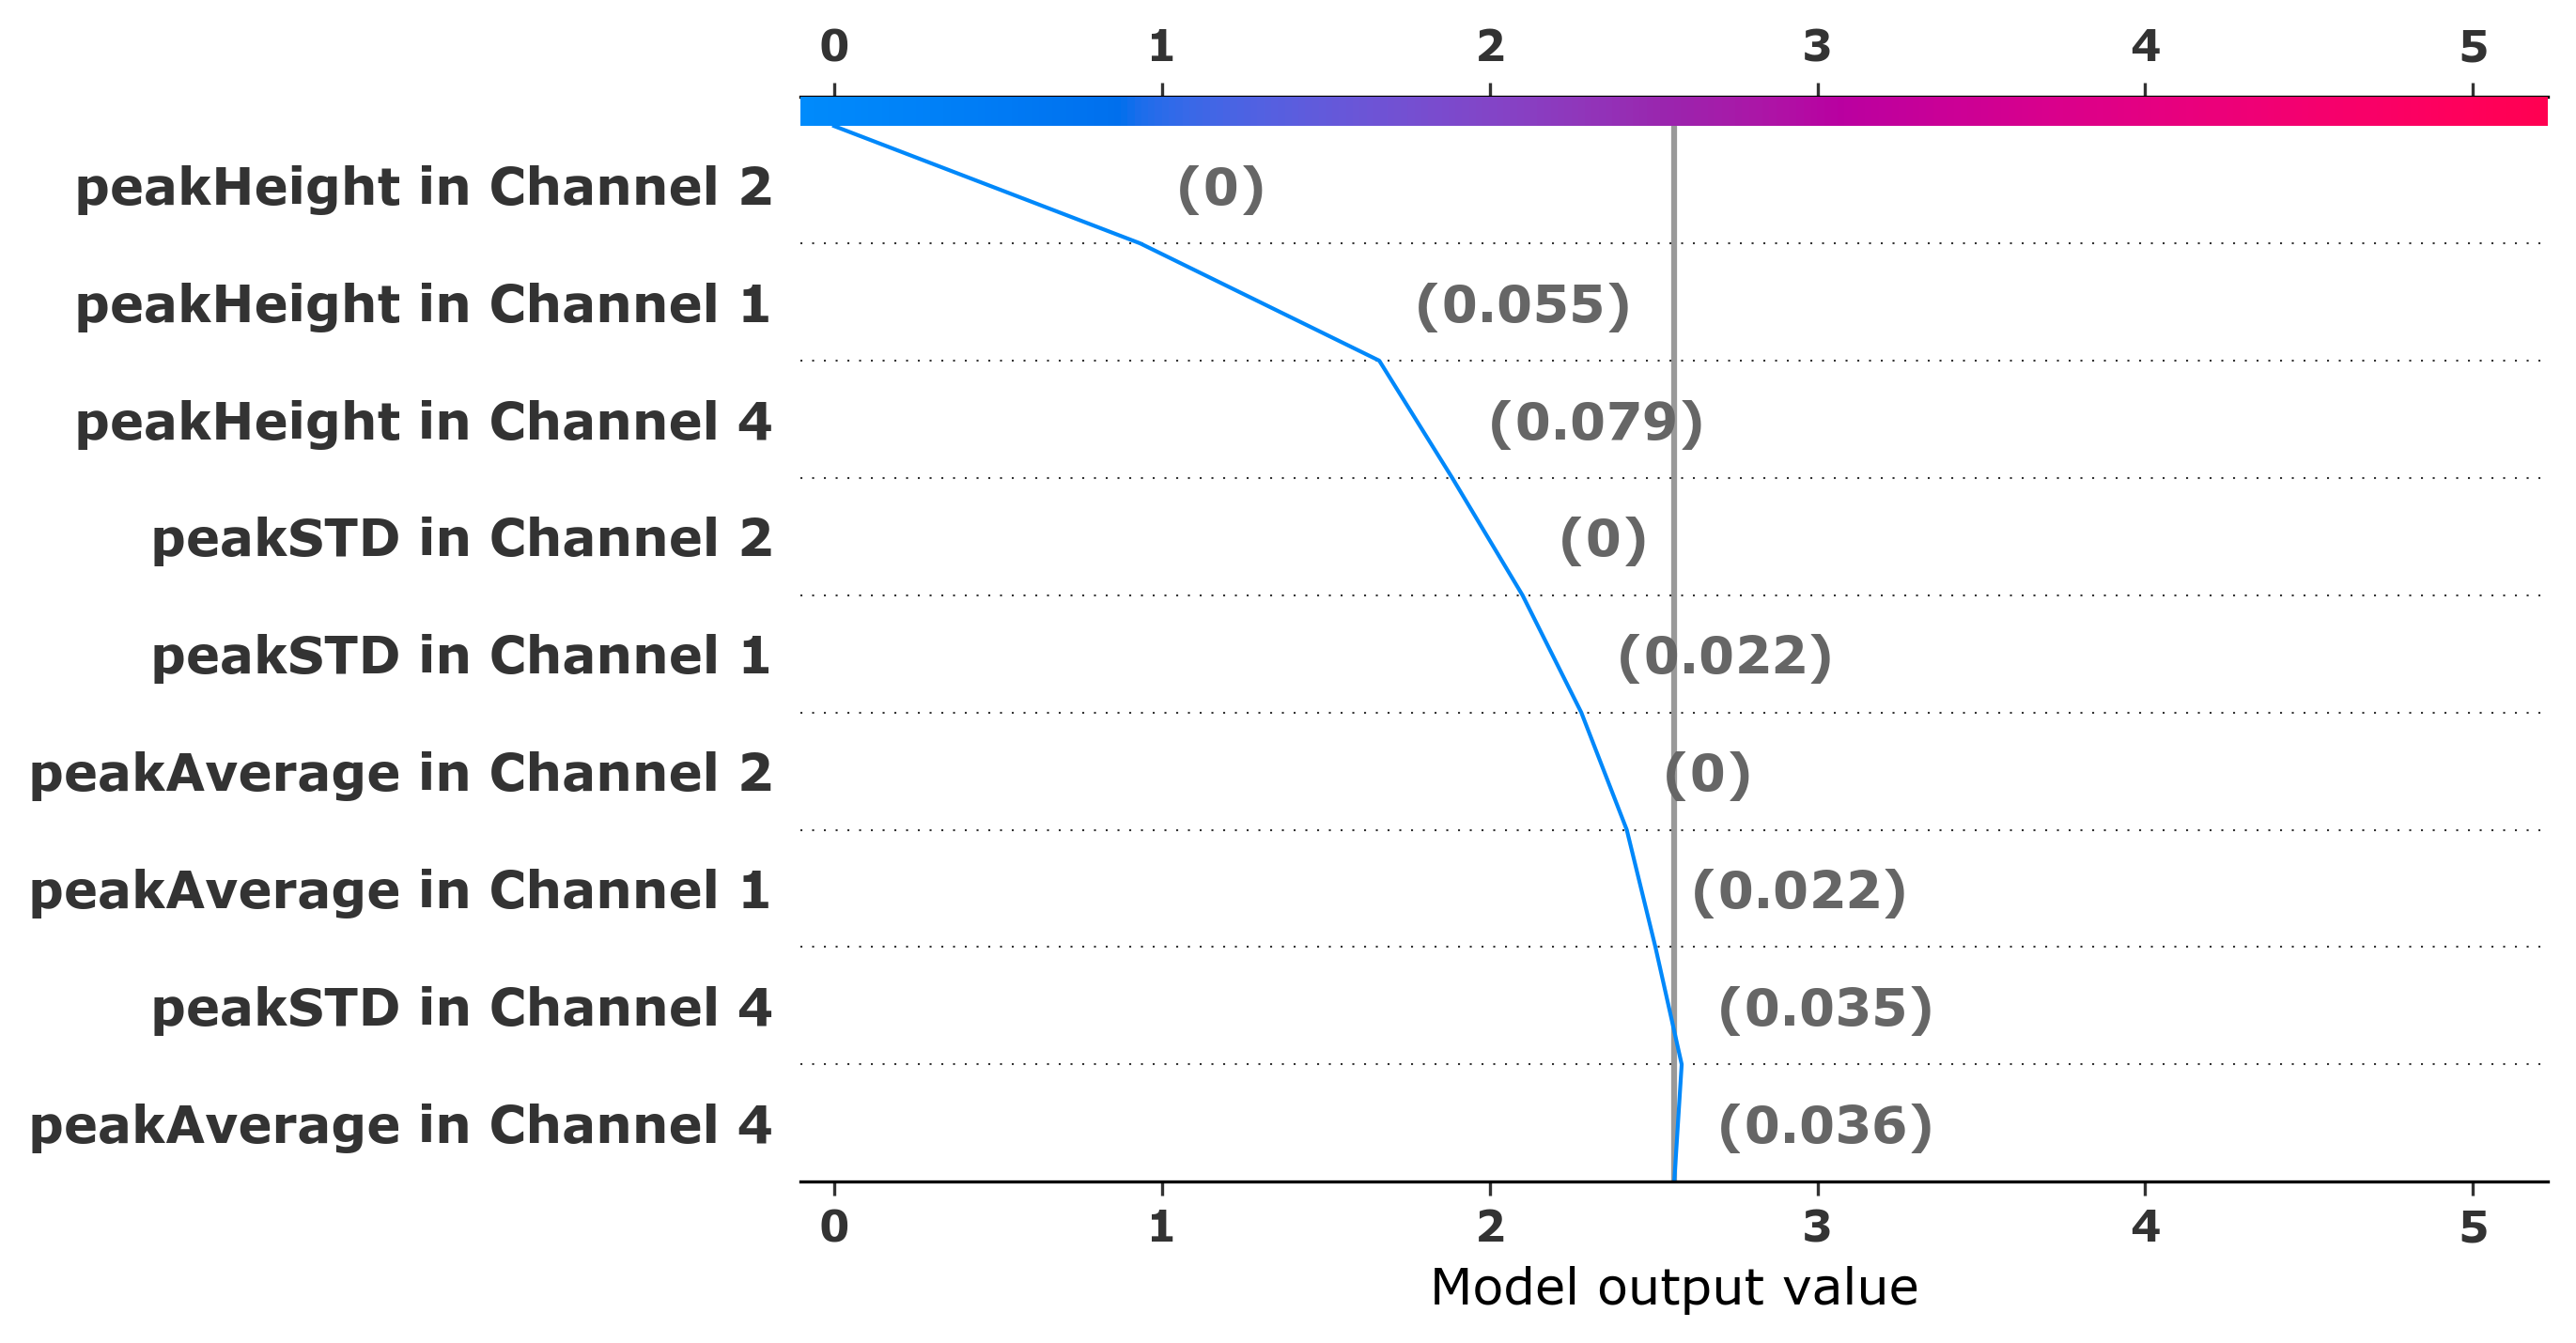 0 1 2 3 4 5
peakHeight in Channel 2 (0)
peakHeight in Channel 1 (0.055)
peakHeight in Channel 4 (0.079)
peakSTD in Channel 2 (0)
peakSTD in Channel 1 (0.022)
peakAverage in Channel 2 (0)
peakAverage in Channel 1 (0.022)
peakSTD in Channel 4 (0.035)
peakAverage in Channel 4 (0.036)
0 1 2 3 4 5
Model output value